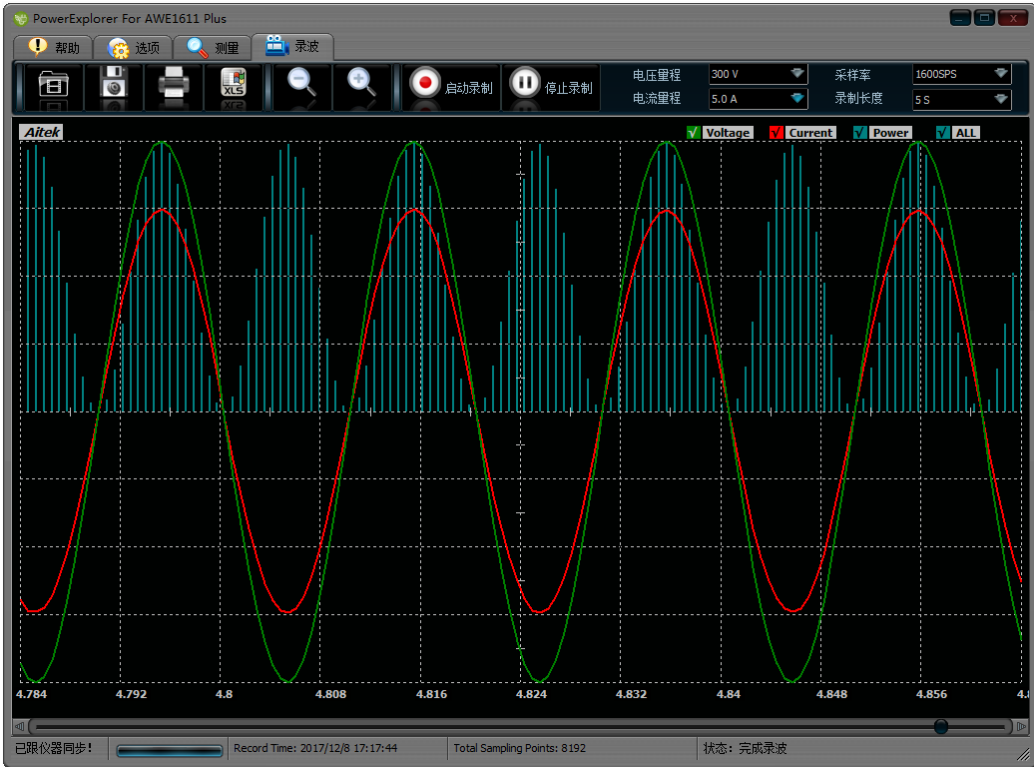 PowerExplorer For AWE1611 Plus
帮助 选项 测量 录波
XLS 启动录制 停止录制 电压量程 300 V 采样率 1600SPS
电流量程 5.0 A 录制长度 5 S
Aitek √ Voltage √ Current √ Power √ ALL
4.784 4.792 4.8 4.808 4.816 4.824 4.832 4.84 4.848 4.856 4.
已跟仪器同步! Record Time: 2017/12/8 17:17:44 Total Sampling Points: 8192 状态: 完成录波